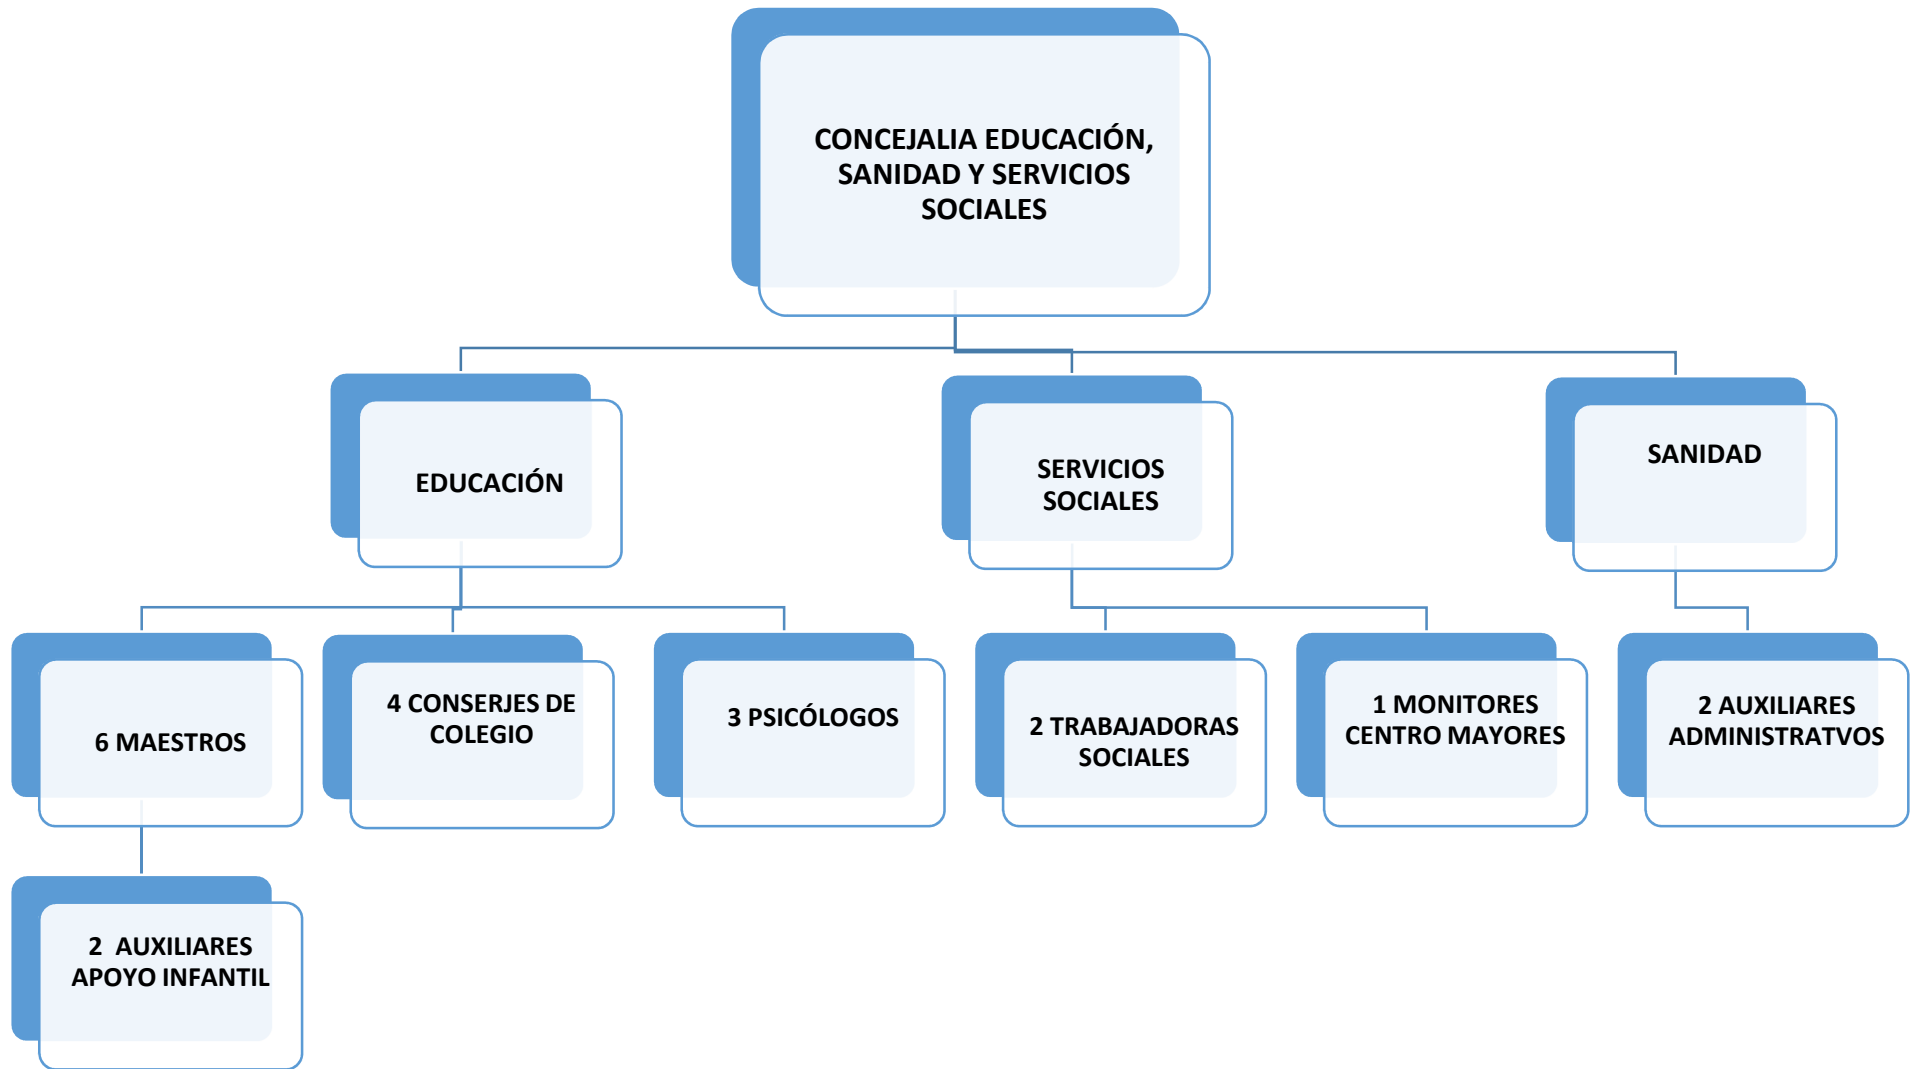 CONCEJALIA EDUCACIÓN,
SANIDAD Y SERVICIOS
SOCIALES
EDUCACIÓN
SERVICIOS
SOCIALES
SANIDAD
6 MAESTROS
4 CONSERJES DE
COLEGIO
3 PSICÓLOGOS
2 TRABAJADORAS
SOCIALES
1 MONITORES
CENTRO MAYORES
2 AUXILIARES
ADMINISTRATVOS
2 AUXILIARES
APOYO INFANTIL